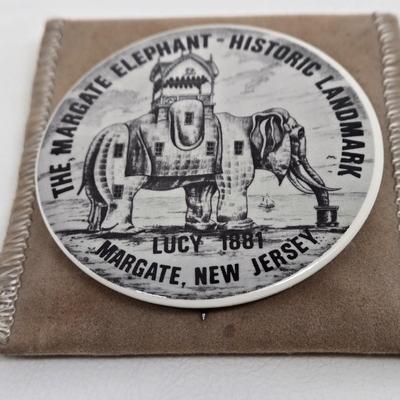 THE MARGATE ELEPHANT - HISTORIC LANDMARK
LUCY 1881
MARGATE, NEW JERSEY